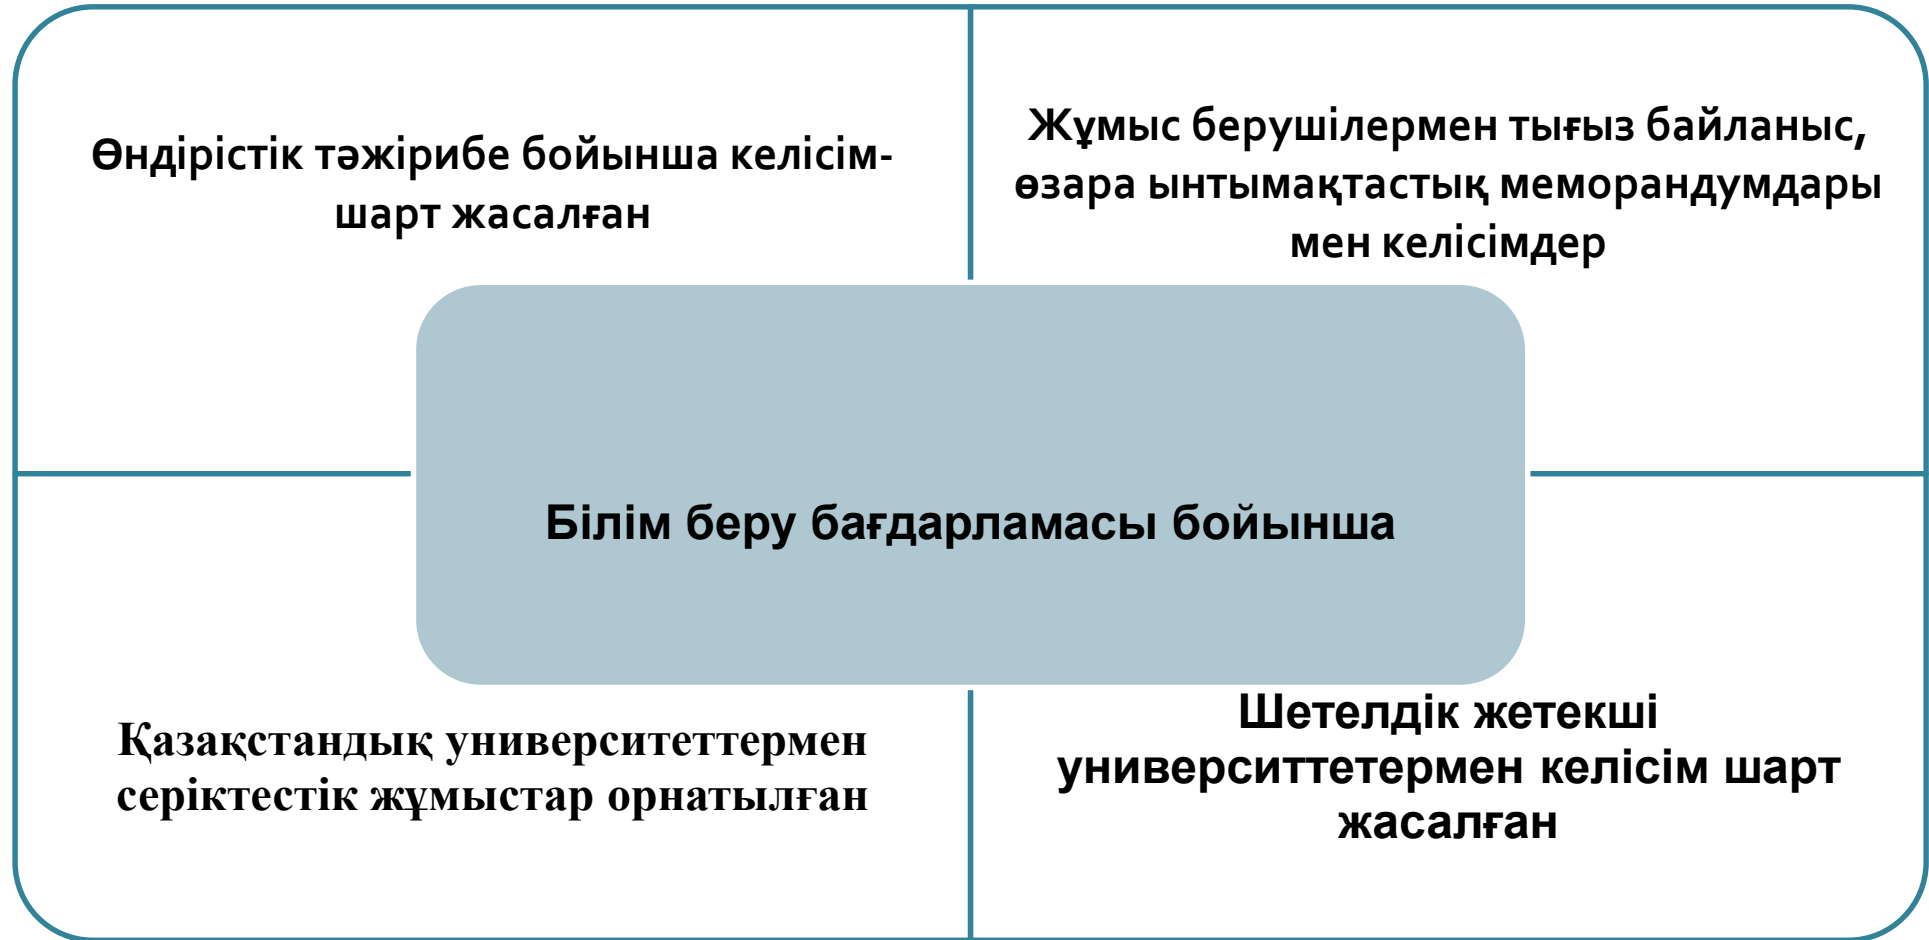 Өндірістік тәжірибе бойынша келісім-
шарт жасалған
Жұмыс берушілермен тығыз байланыс,
өзара ынтымақтастық меморандумдары
мен келісімдер
Білім беру бағдарламасы бойынша
Қазақстандық университеттермен
серіктестік жұмыстар орнатылған
Шетелдік жетекші
университтетермен келісім шарт
жасалған